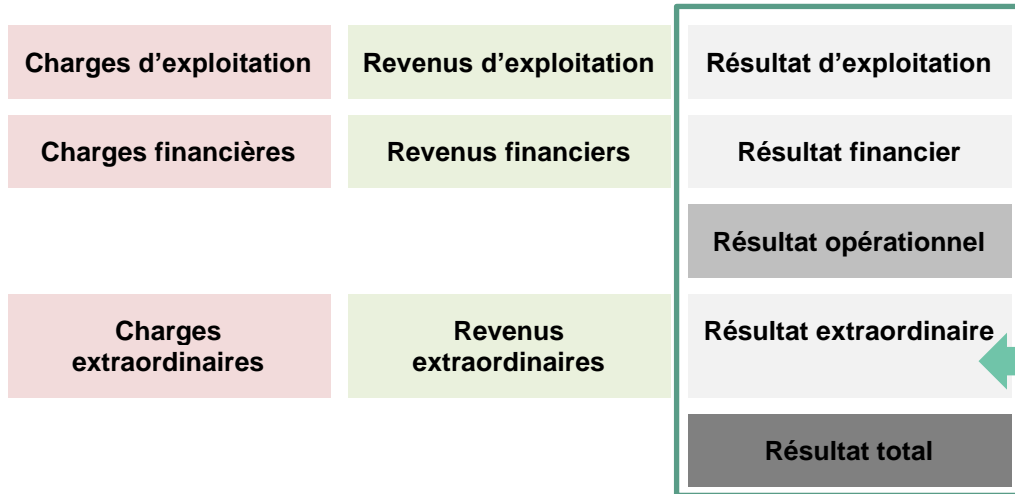 Charges d’exploitation
Revenus d’exploitation
Résultat d’exploitation
Charges financières
Revenus financiers
Résultat financier
Résultat opérationnel
Charges
extraordinaires
Revenus
extraordinaires
Résultat extraordinaire
Résultat total